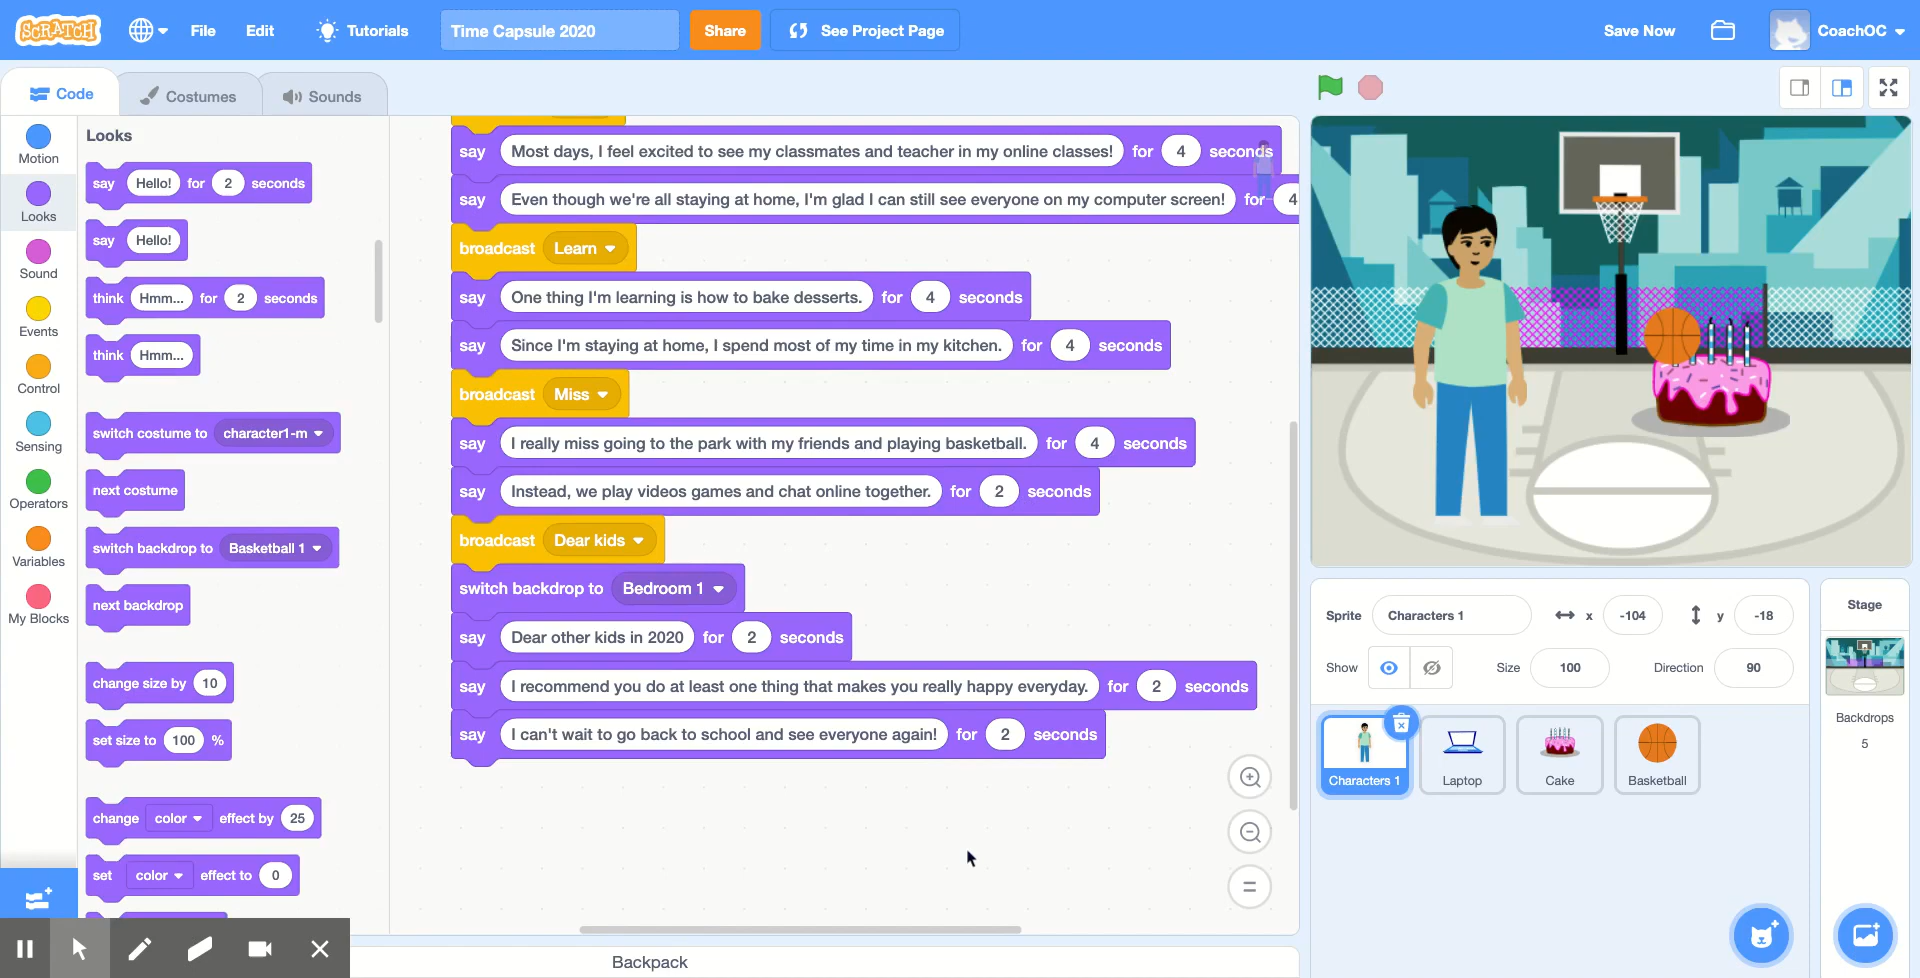 SCRATCH File Edit Tutorials Time Capsule 2020 Share See Project Page Save Now CoachOC
Code Costumes Sounds
Motion
Looks
Sound
Events
Control
Sensing
Operators
Variables
My Blocks
Looks
say Hello! for 2 seconds
say Hello!
think Hmm... for 2 seconds
think Hmm...
switch costume to character1-m
next costume
switch backdrop to Basketball 1
next backdrop
change size by 10
set size to 100 %
change color effect by 25
set color effect to 0
say Most days, I feel excited to see my classmates and teacher in my online classes! for 4 seconds
say Even though we're all staying at home, I'm glad I can still see everyone on my computer screen! for 4
broadcast Learn
say One thing I'm learning is how to bake desserts. for 4 seconds
say Since I'm staying at home, I spend most of my time in my kitchen. for 4 seconds
broadcast Miss
say I really miss going to the park with my friends and playing basketball. for 4 seconds
say Instead, we play videos games and chat online together. for 2 seconds
broadcast Dear kids
switch backdrop to Bedroom 1
say Dear other kids in 2020 for 2 seconds
say I recommend you do at least one thing that makes you really happy everyday. for 2 seconds
say I can't wait to go back to school and see everyone again! for 2 seconds
Backpack
Sprite Characters 1 x -104 y -18
Show Size 100 Direction 90
Characters 1 Laptop Cake Basketball
Stage
Backdrops
5